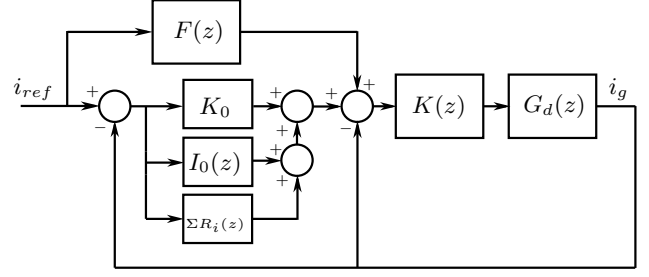 F(z)
i_ref
+
+
+
K_0
+
+
+
K(z)
G_d(z)
i_g
−
−
+
+
I_0(z)
+
ΣR_i(z)